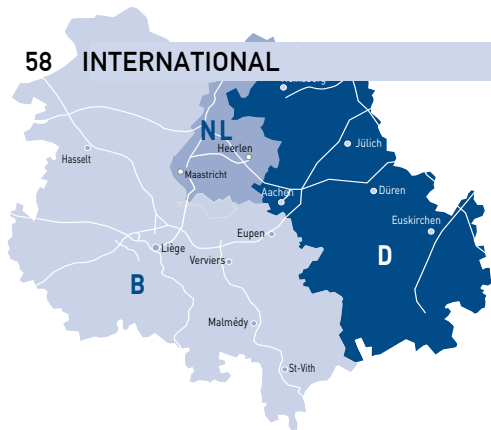 58 INTERNATIONAL
NL
Heerlen
Jülich
Hasselt
Maastricht
Aachen
Düren
Euskirchen
Eupen
Liège
Verviers
D
B
Malmédy
St-Vith